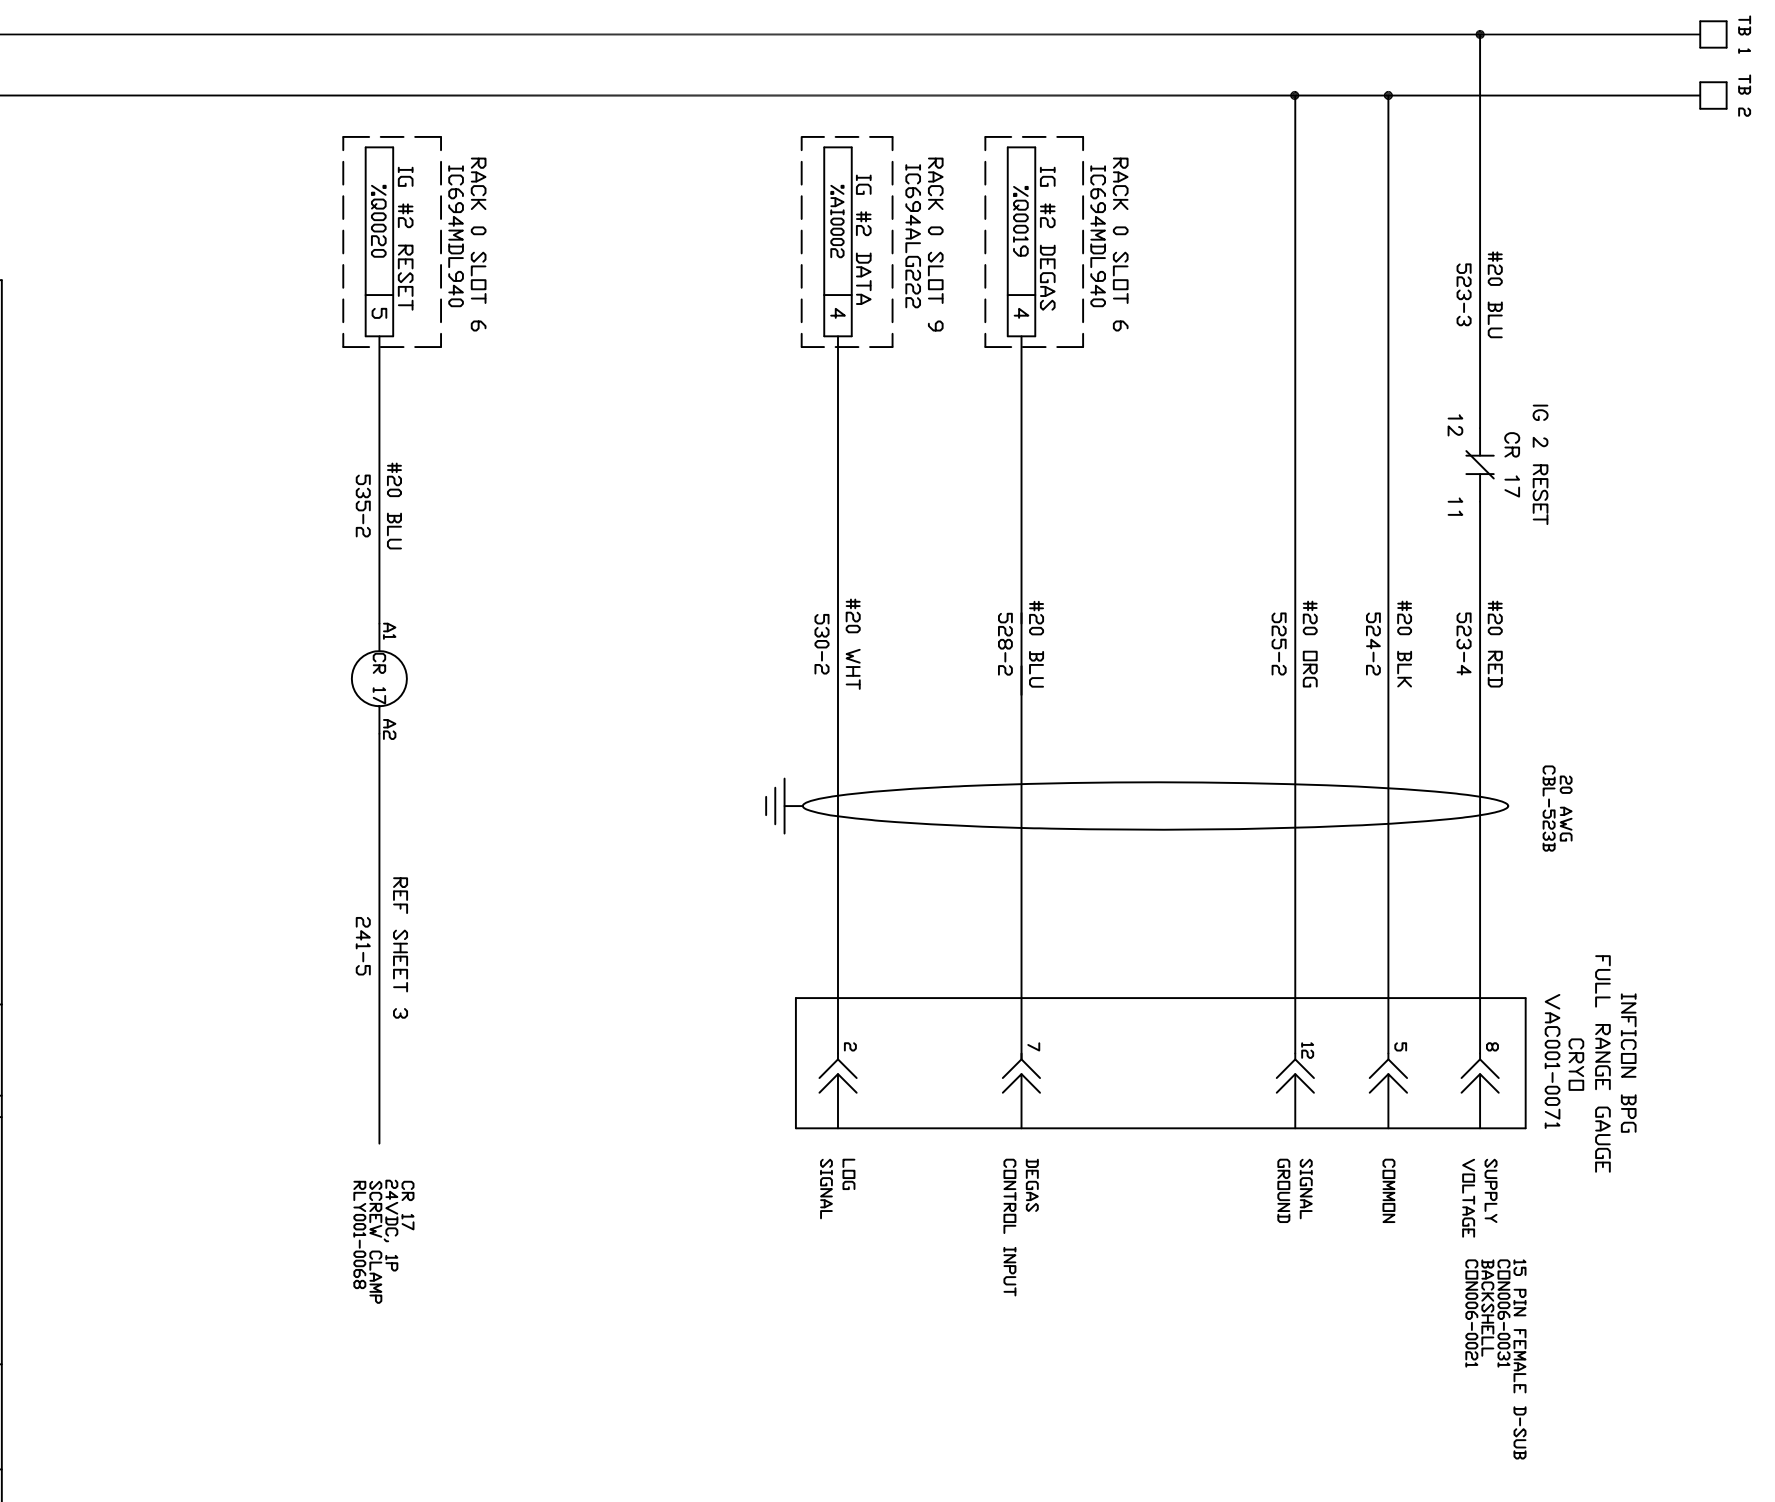 TB 1
TB 2
#20 BLU
523-3
IG 2 RESET
CR 17
12
11
#20 RED
523-4
#20 BLK
524-2
#20 ORG
525-2
RACK 0 SLOT 6
IC694MDL940
IG #2 DEGAS
%Q0019
4
#20 BLU
528-2
RACK 0 SLOT 9
IC694ALG222
IG #2 DATA
%AI0002
4
#20 WHT
530-2
20 AWG
CBL-523B
INFICON BPG
FULL RANGE GAUGE
CRYO
VAC001-0071
8
5
12
7
2
SUPPLY
VOLTAGE
COMMON
SIGNAL
GROUND
DEGAS
CONTROL INPUT
LOG
SIGNAL
15 PIN FEMALE D-SUB
CON006-0031
BACKSHELL
CON006-0021
RACK 0 SLOT 6
IC694MDL940
IG #2 RESET
%Q0020
5
#20 BLU
535-2
A1
CR 17
A2
REF SHEET 3
241-5
CR 17
24VDC, 1P
SCREW CLAMP
RLY001-0068